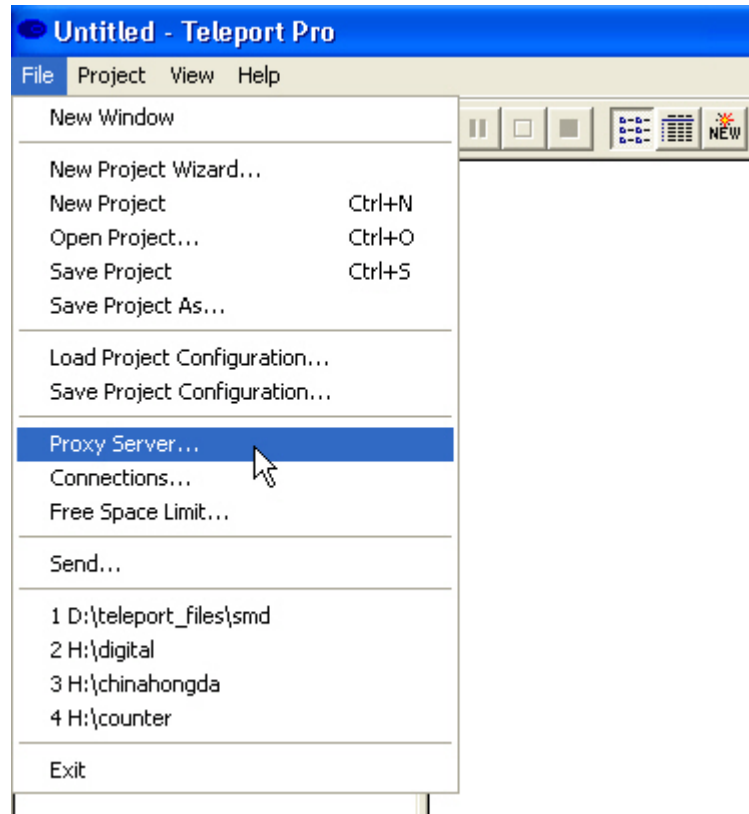 Untitled - Teleport Pro
File Project View Help
New Window
NEW
New Project Wizard...
New Project Ctrl+N
Open Project... Ctrl+O
Save Project Ctrl+S
Save Project As...
Load Project Configuration...
Save Project Configuration...
Proxy Server...
Connections...
Free Space Limit...
Send...
1 D:\teleport_files\smd
2 H:\digital
3 H:\chinahongda
4 H:\counter
Exit